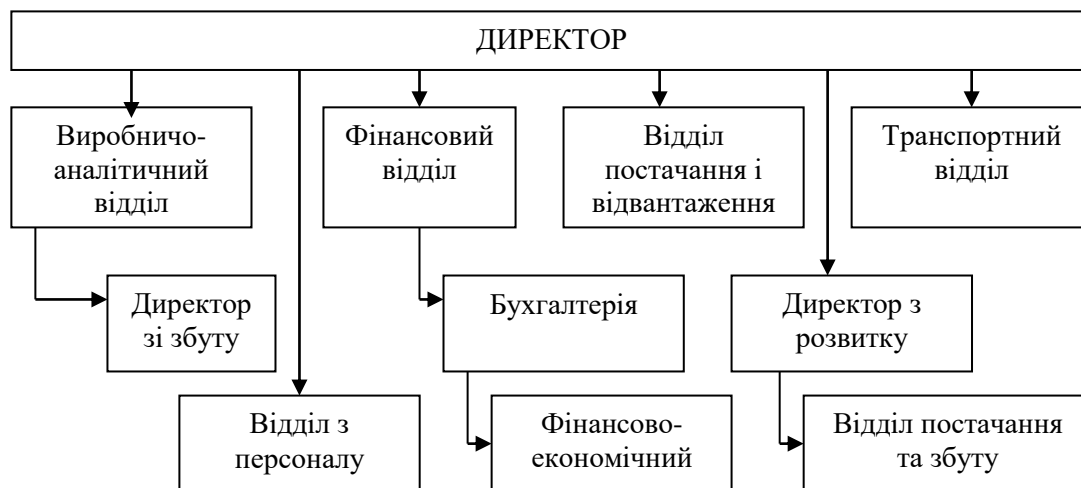 ДИРЕКТОР
Виробничо-
аналітичний
відділ
Фінансовий
відділ
Відділ
постачання і
відвантаження
Транспортний
відділ
Директор
зі збуту
Бухгалтерія
Директор з
розвитку
Відділ з
персоналу
Фінансово-
економічний
Відділ постачання
та збуту